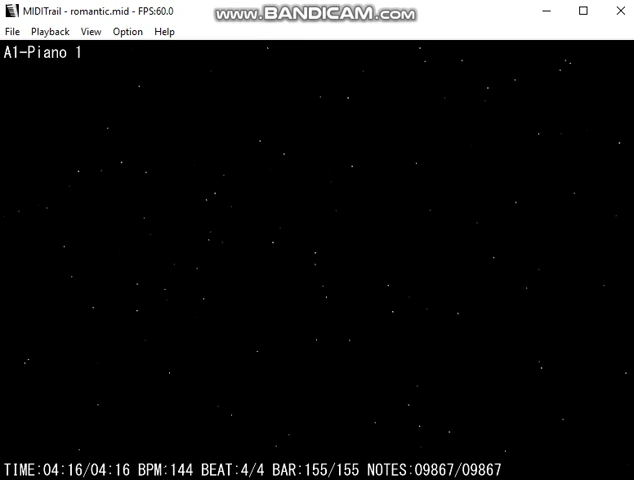 MIDITrail - romantic.mid - FPS:60.0
www.BANDICAM.com
File Playback View Option Help
A1-Piano 1
TIME:04:16/04:16 BPM:144 BEAT:4/4 BAR:155/155 NOTES:09867/09867